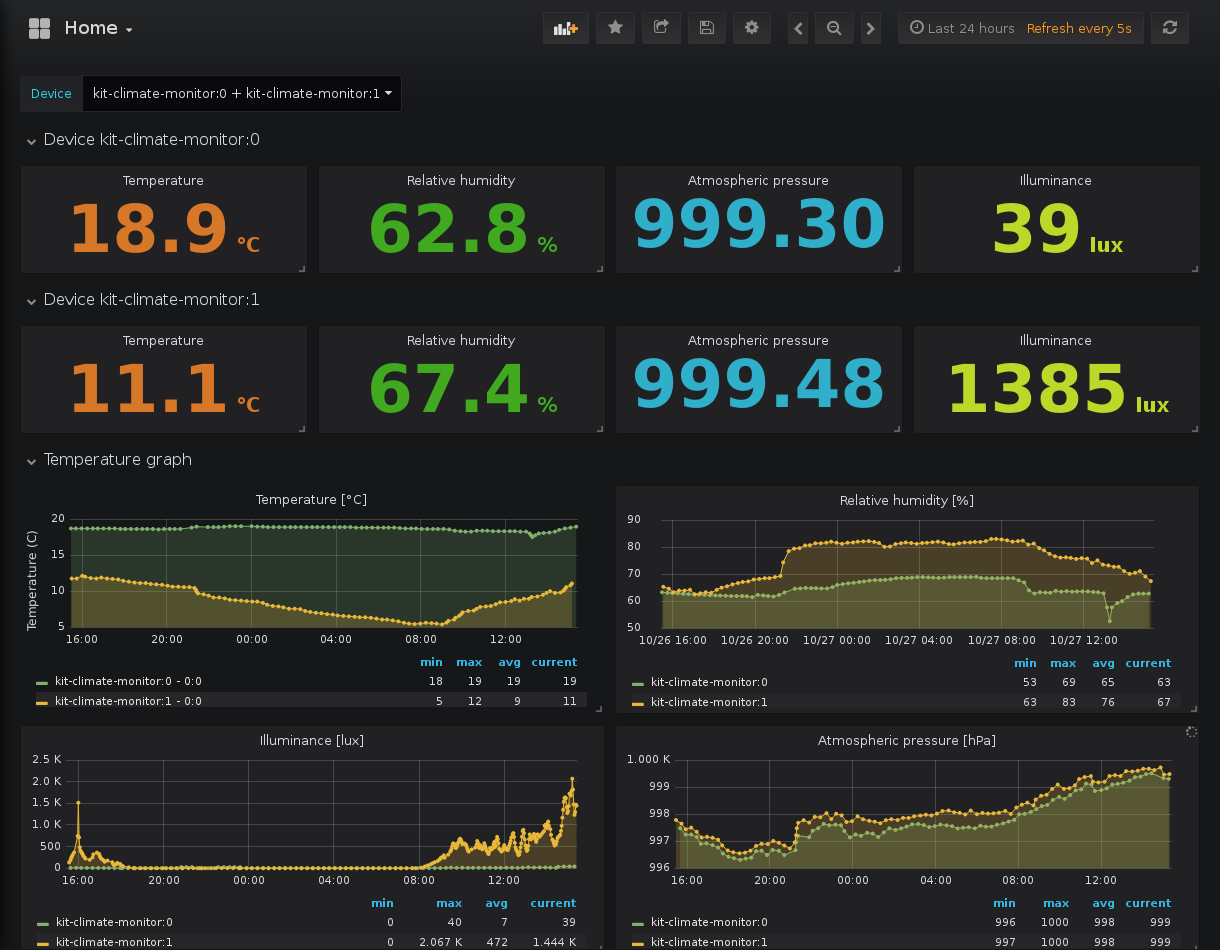 Home
Last 24 hours Refresh every 5s
Device kit-climate-monitor:0 + kit-climate-monitor:1
Device kit-climate-monitor:0
Temperature
18.9 °C
Relative humidity
62.8 %
Atmospheric pressure
999.30
Illuminance
39 lux
Device kit-climate-monitor:1
Temperature
11.1 °C
Relative humidity
67.4 %
Atmospheric pressure
999.48
Illuminance
1385 lux
Temperature graph
Temperature [°C]
Temperature (C)
20
15
10
5
16:00 20:00 00:00 04:00 08:00 12:00
min max avg current
kit-climate-monitor:0 - 0:0 18 19 19 19
kit-climate-monitor:1 - 0:0 5 12 9 11
Relative humidity [%]
90
80
70
60
50
10/26 16:00 10/26 20:00 10/27 00:00 10/27 04:00 10/27 08:00 10/27 12:00
min max avg current
kit-climate-monitor:0 53 69 65 63
kit-climate-monitor:1 63 83 76 67
Illuminance [lux]
2.5 K
2.0 K
1.5 K
1.0 K
500
0
16:00 20:00 00:00 04:00 08:00 12:00
min max avg current
kit-climate-monitor:0 0 40 7 39
kit-climate-monitor:1 0 2.067 K 472 1.444 K
Atmospheric pressure [hPa]
1.000 K
999
998
997
996
16:00 20:00 00:00 04:00 08:00 12:00
min max avg current
kit-climate-monitor:0 996 1000 998 999
kit-climate-monitor:1 997 1000 998 999